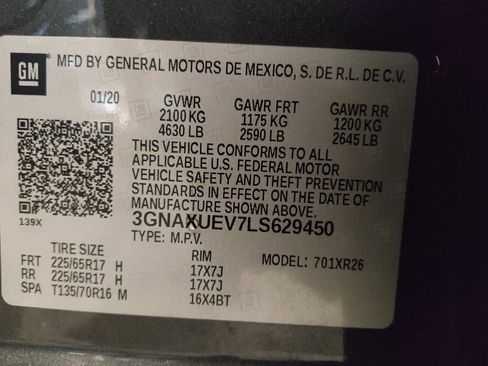 GM MFD BY GENERAL MOTORS DE MEXICO, S. DE R.L. DE C.V.
01/20 GVWR GAWR FRT GAWR RR
2100 KG 1175 KG 1200 KG
4630 LB 2590 LB 2645 LB
THIS VEHICLE CONFORMS TO ALL
APPLICABLE U.S. FEDERAL MOTOR
VEHICLE SAFETY AND THEFT PREVENTION
STANDARDS IN EFFECT ON THE DATE OF
MANUFACTURE SHOWN ABOVE.
139X 3GNAXUEV7LS629450
TYPE: M.P.V.
TIRE SIZE RIM MODEL: 701XR26
FRT 225/65R17 H 17X7J
RR 225/65R17 H 17X7J
SPA T135/70R16 M 16X4BT